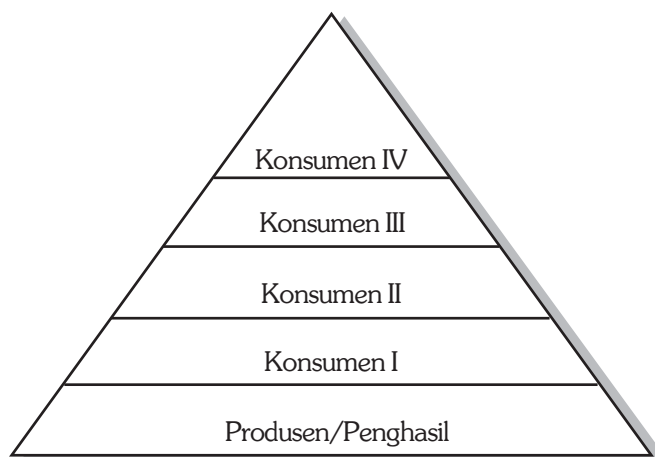 Konsumen IV
Konsumen III
Konsumen II
Konsumen I
Produsen/Penghasil